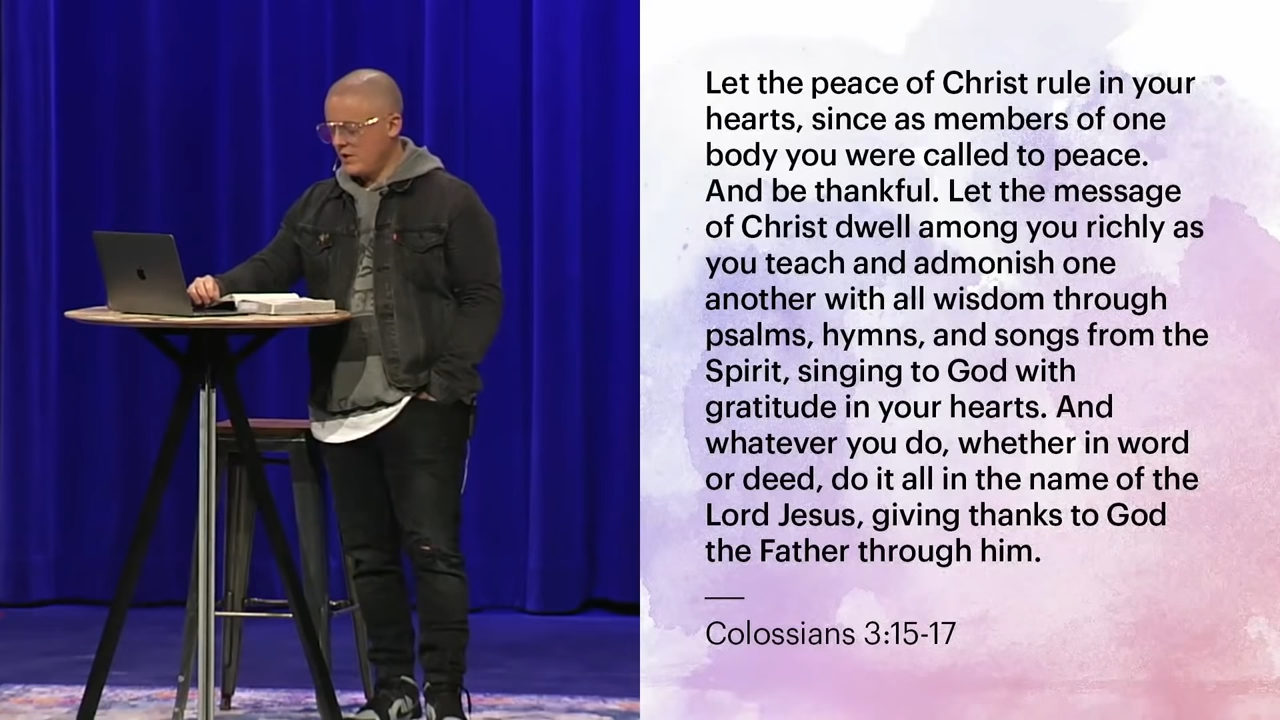 Let the peace of Christ rule in your
hearts, since as members of one
body you were called to peace.
And be thankful. Let the message
of Christ dwell among you richly as
you teach and admonish one
another with all wisdom through
psalms, hymns, and songs from the
Spirit, singing to God with
gratitude in your hearts. And
whatever you do, whether in word
or deed, do it all in the name of the
Lord Jesus, giving thanks to God
the Father through him.
Colossians 3:15-17